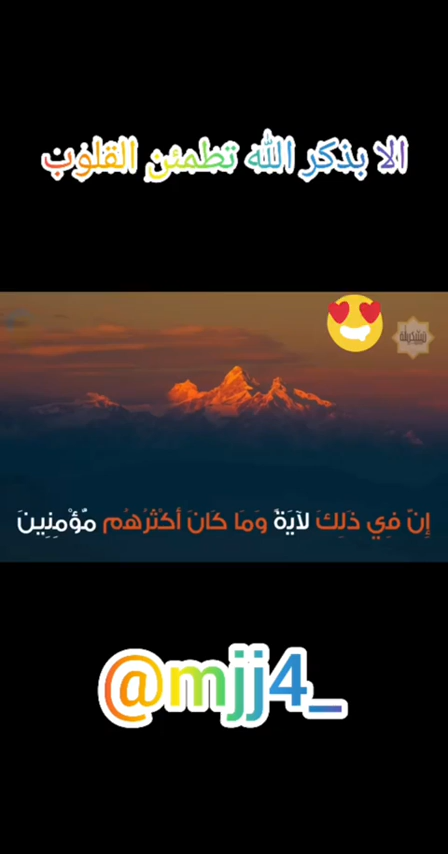 الا بذكر الله تطمئن القلوب
إِنَّ فِي ذَلِكَ لَآيَةً وَمَا كَانَ أَكْثَرُهُم مُّؤْمِنِينَ
@mjj4_